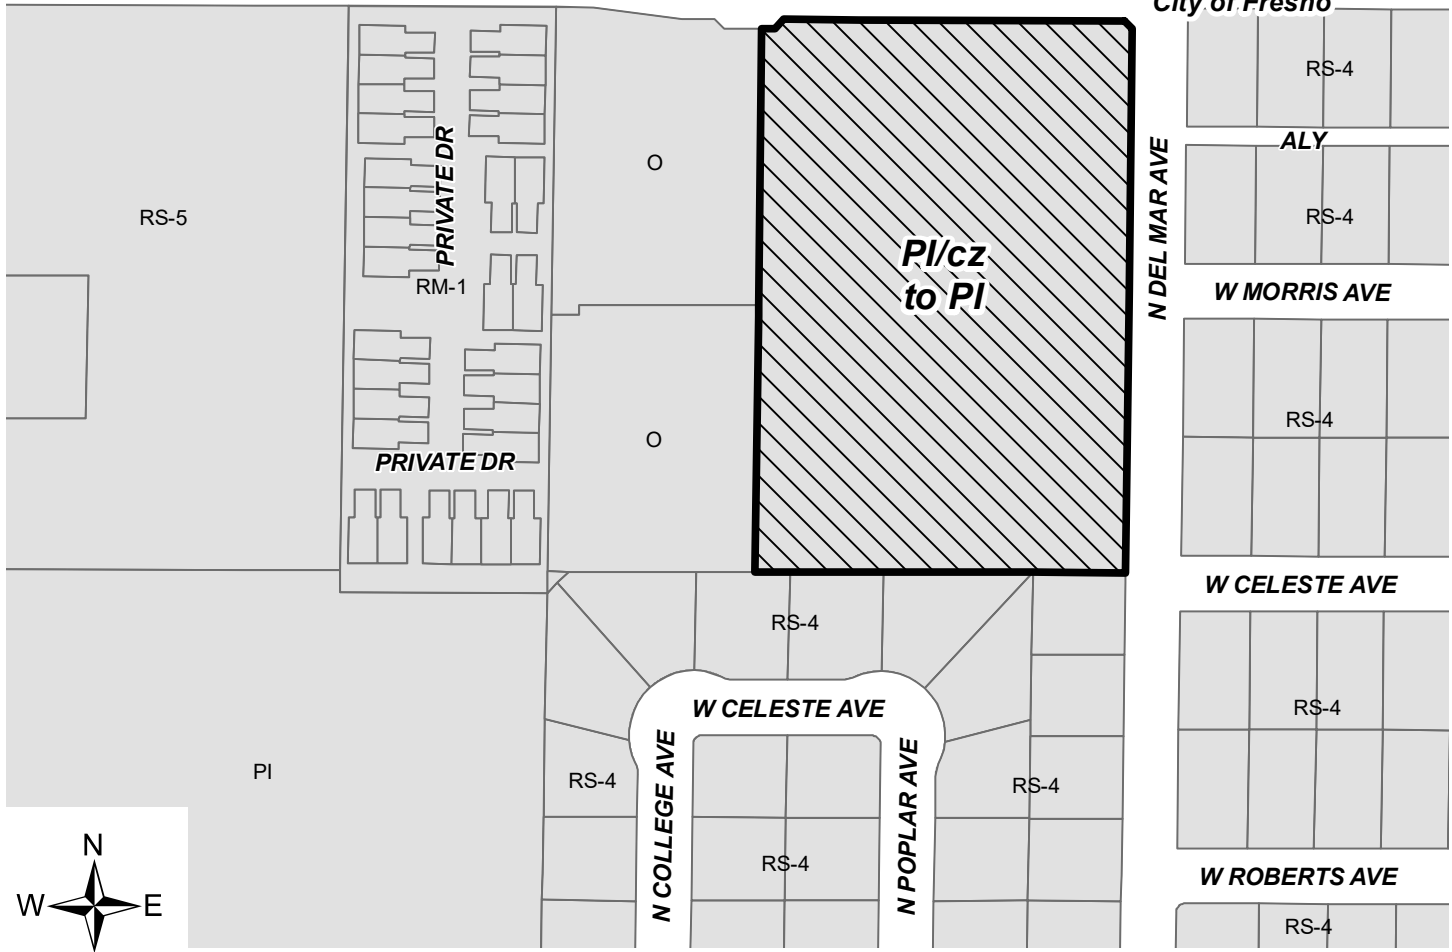 City of Fresno
RS-4
ALY
PRIVATE DR
O
N DEL MAR AVE
RS-5
RS-4
PI/cz
to PI
RM-1
W MORRIS AVE
RS-4
O
PRIVATE DR
W CELESTE AVE
RS-4
W CELESTE AVE
RS-4
PI
RS-4
N COLLEGE AVE
N POPLAR AVE
RS-4
RS-4
W ROBERTS AVE
RS-4
N
W
E